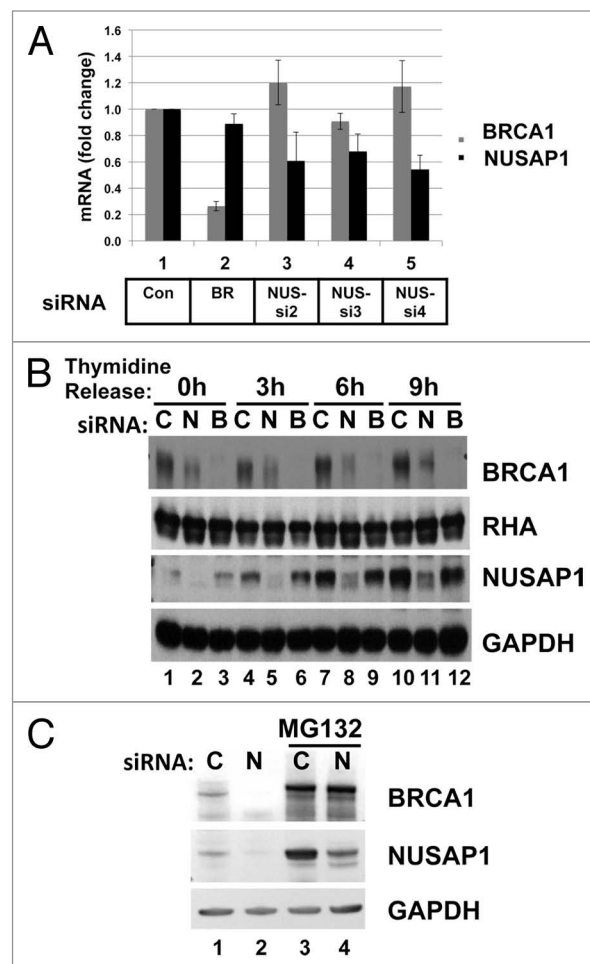 A
mRNA (fold change)
1.6
1.4
1.2
1.0
0.8
0.6
0.4
0.2
0.0
BRCA1
NUSAP1
1 2 3 4 5
siRNA
Con BR NUS-si2 NUS-si3 NUS-si4
B
Thymidine
Release: 0h 3h 6h 9h
siRNA: C N B C N B C N B C N B
BRCA1
RHA
NUSAP1
GAPDH
1 2 3 4 5 6 7 8 9 10 11 12
C
MG132
siRNA: C N C N
BRCA1
NUSAP1
GAPDH
1 2 3 4